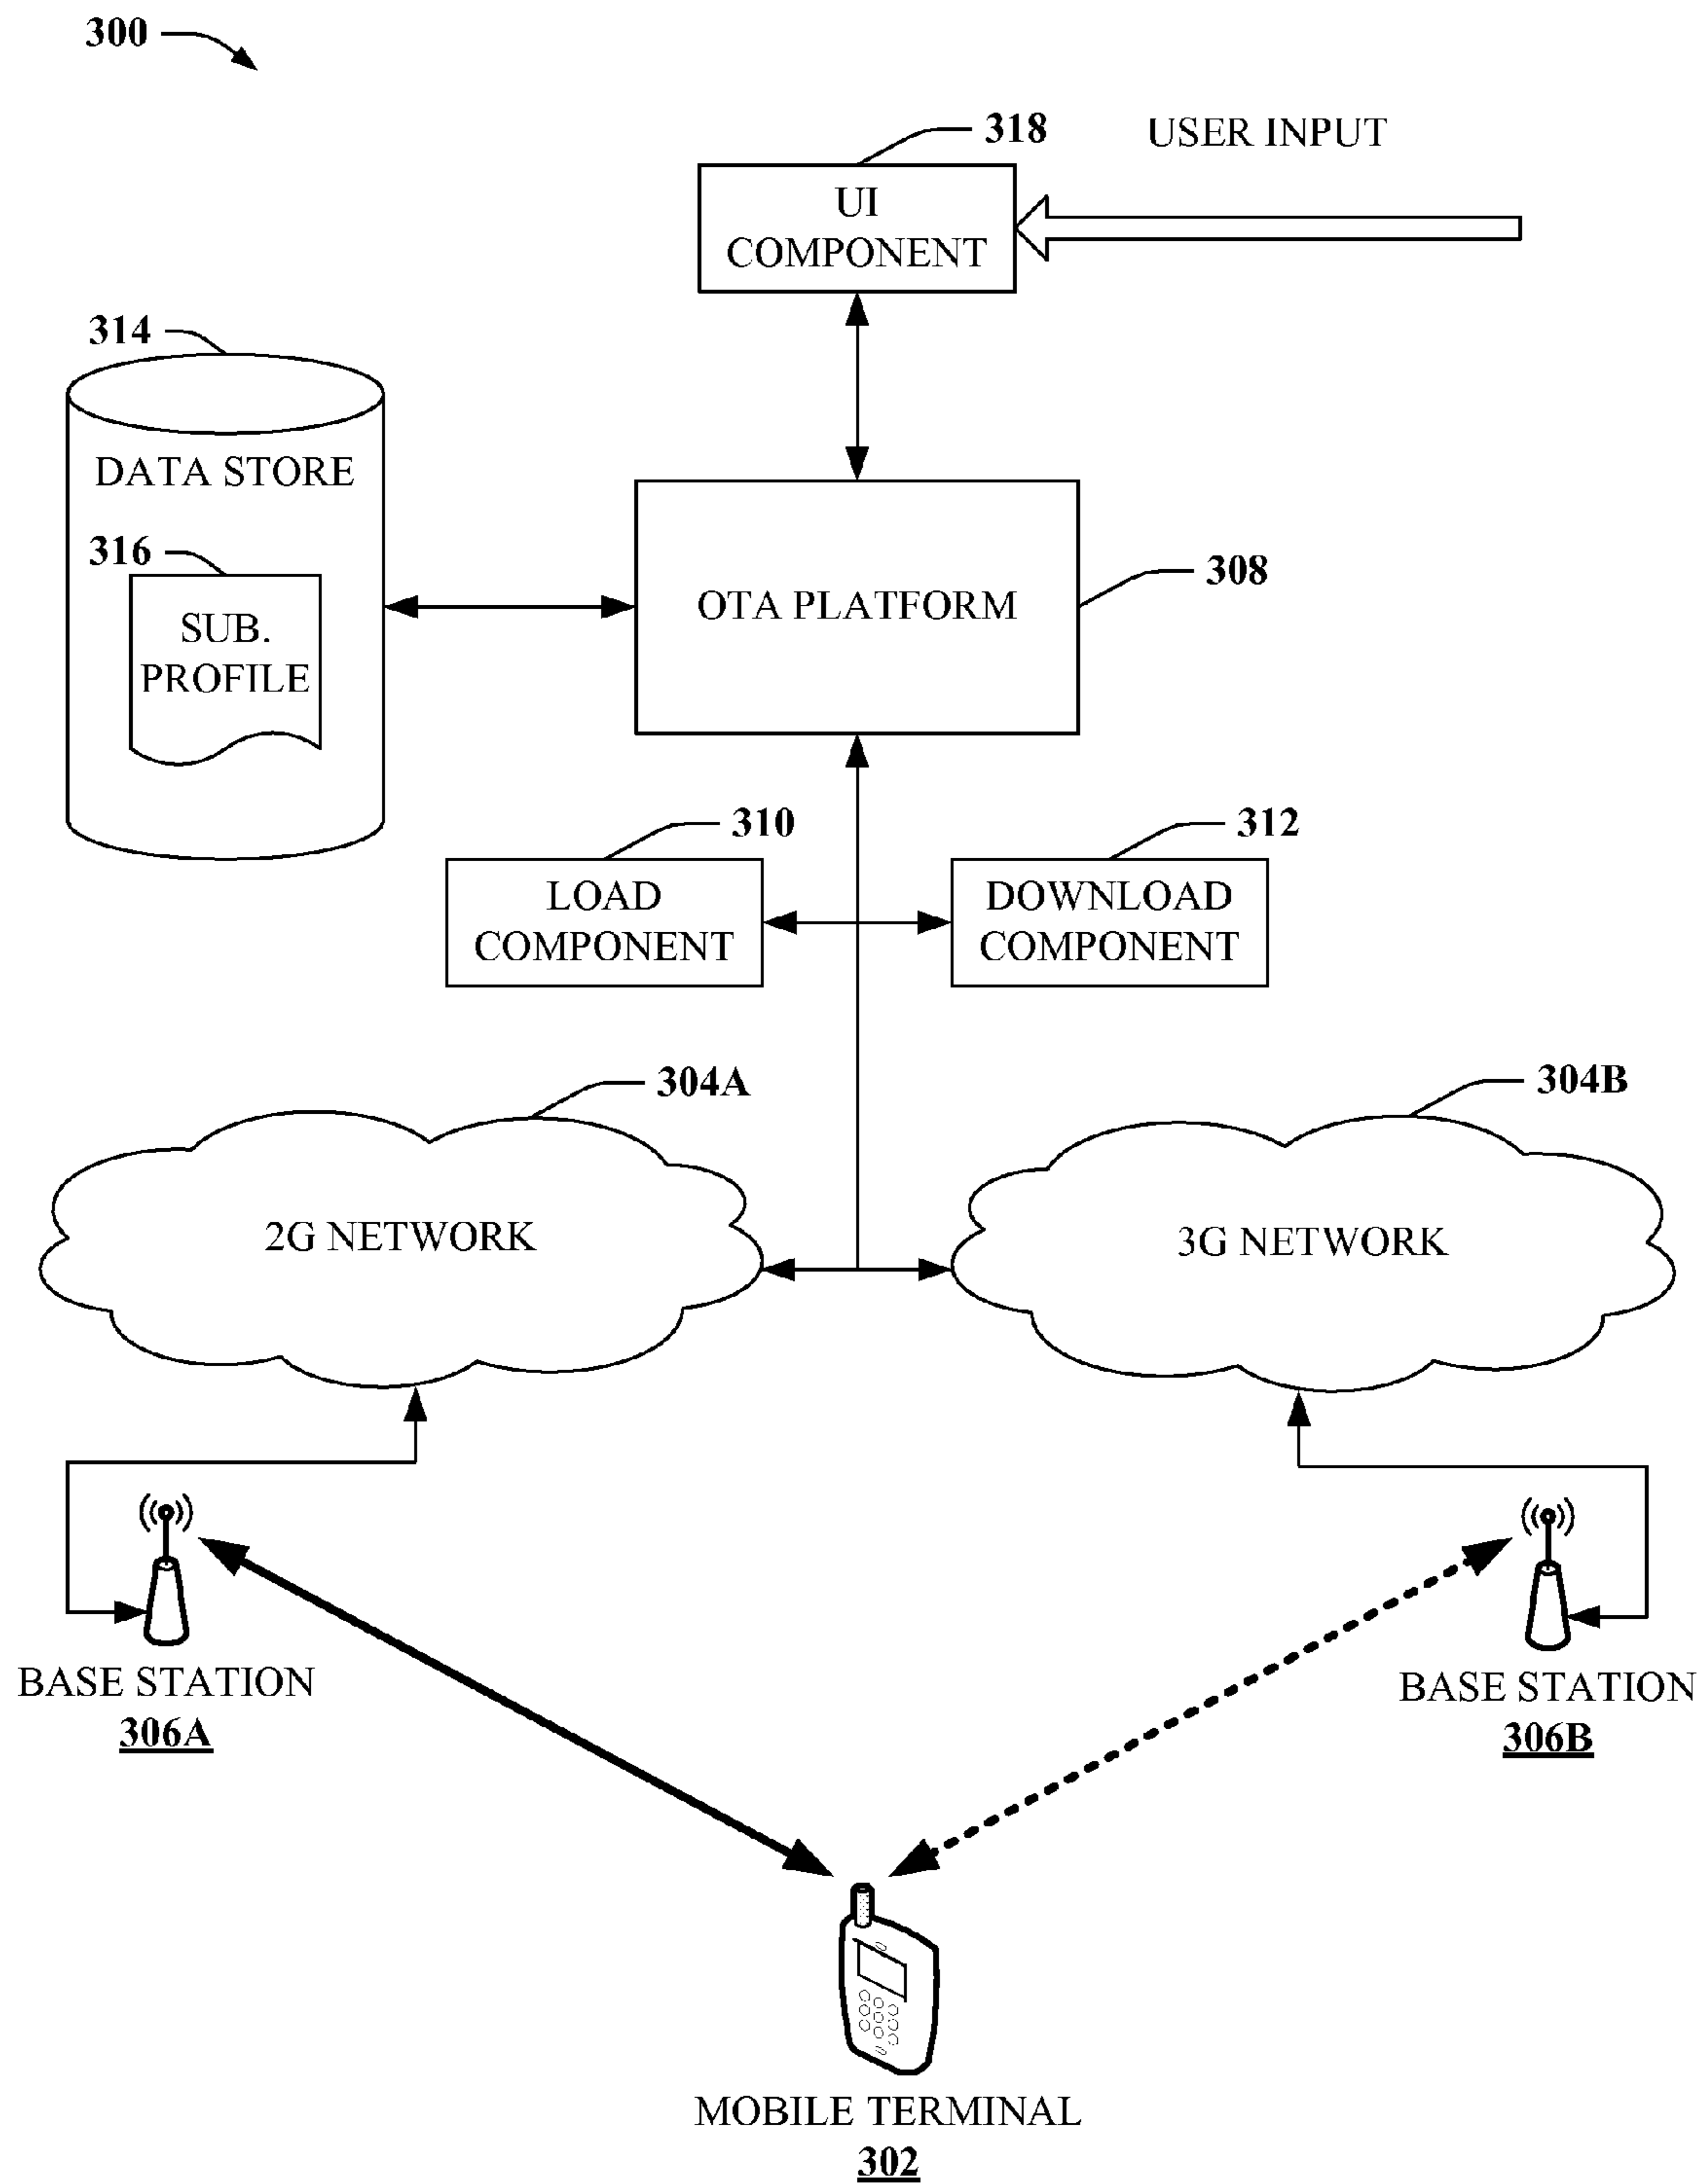 300
318
USER INPUT
UI
COMPONENT
314
DATA STORE
316
SUB.
PROFILE
OTA PLATFORM
308
310
312
LOAD
COMPONENT
DOWNLOAD
COMPONENT
304A
304B
2G NETWORK
3G NETWORK
BASE STATION
306A
BASE STATION
306B
MOBILE TERMINAL
302